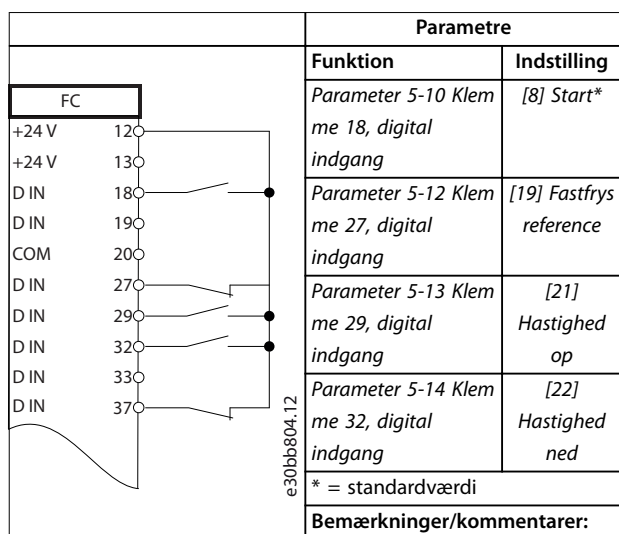 Parametre
Funktion Indstilling
FC
+24 V 12
+24 V 13
D IN 18
D IN 19
COM 20
D IN 27
D IN 29
D IN 32
D IN 33
D IN 37
e30bb804.12
Parameter 5-10 Klem
me 18, digital
indgang
[8] Start*
Parameter 5-12 Klem
me 27, digital
indgang
[19] Fastfrys
reference
Parameter 5-13 Klem
me 29, digital
indgang
[21]
Hastighed
op
Parameter 5-14 Klem
me 32, digital
indgang
[22]
Hastighed
ned
* = standardværdi
Bemærkninger/kommentarer: